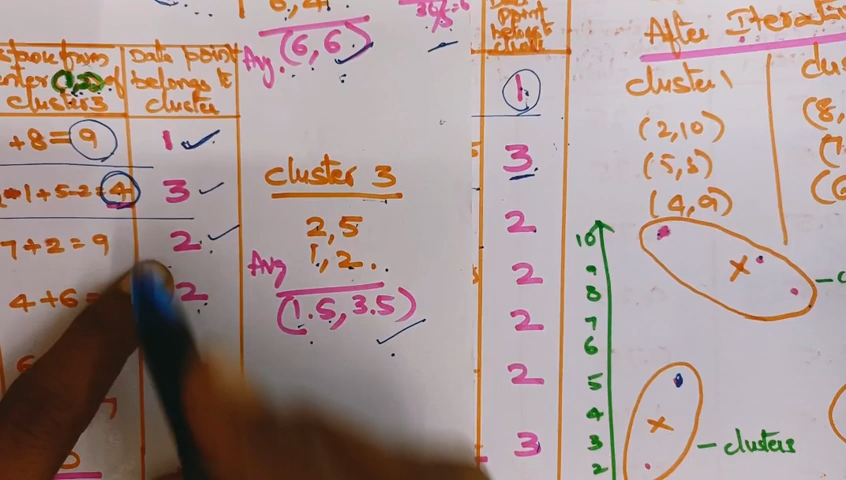 cluster 3
+8=9
+1+5-2=4
7+2=9
4+6=
Data point
belongs to
cluster
1
3
2
2
6,4
Avg. (6,6)
cluster 3
2,5
1,2.
Avg
(1.5, 3.5)
Data
point
belongs to
cluster
1
3
2
2
2
2
3
After Iteration
cluster 1
(2,10)
(4,9)
10
9
8
7
6
5
4
3
2
X
X
- clusters